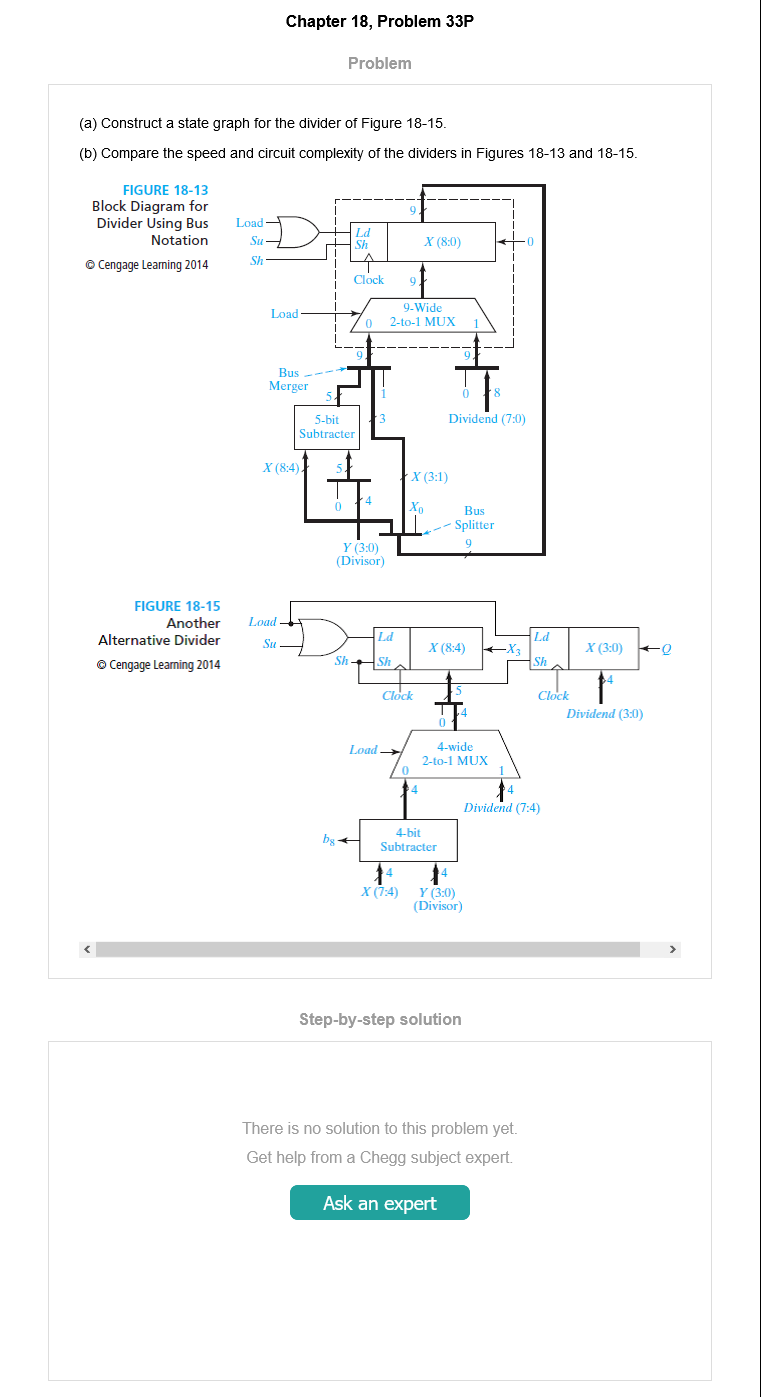 Chapter 18, Problem 33P
Problem
(a) Construct a state graph for the divider of Figure 18-15.
(b) Compare the speed and circuit complexity of the dividers in Figures 18-13 and 18-15.
FIGURE 18-13
Block Diagram for
Divider Using Bus
Notation
© Cengage Learning 2014
Load
Su
Sh
Ld
Sh
9
X (8:0)
0
Clock
9
Load
9-Wide
2-to-1 MUX
0
1
9
9
Bus
Merger
5
1
0
8
5-bit
Subtracter
3
Dividend (7:0)
X (8:4)
5
X (3:1)
0
4
X0
Bus
Splitter
9
Y (3:0)
(Divisor)
FIGURE 18-15
Another
Alternative Divider
© Cengage Learning 2014
Load
Su
Sh
Ld
Sh
X (8:4)
X3
Ld
Sh
X (3:0)
Q
Clock
5
Clock
4
0
4
Dividend (3:0)
Load
4-wide
2-to-1 MUX
0
1
4
4
Dividend (7:4)
b8
4-bit
Subtracter
4
4
X (7:4)
Y (3:0)
(Divisor)
Step-by-step solution
There is no solution to this problem yet.
Get help from a Chegg subject expert.
Ask an expert